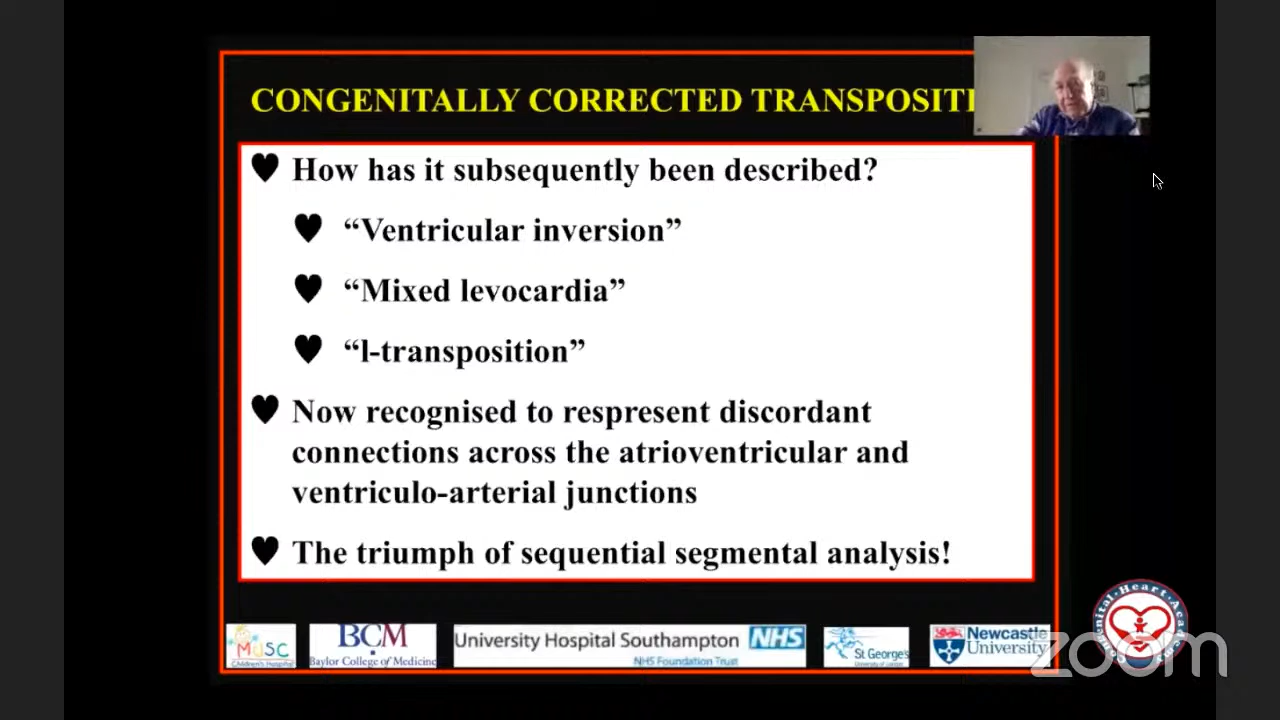 CONGENITALLY CORRECTED TRANSPOSITI
How has it subsequently been described?
“Ventricular inversion”
“Mixed levocardia”
“l-transposition”
Now recognised to respresent discordant
connections across the atrioventricular and
ventriculo-arterial junctions
The triumph of sequential segmental analysis!
MUSC
Children's Hospital
BCM
Baylor College of Medicine
University Hospital Southampton NHS
NHS Foundation Trust
St George's
University of London
Newcastle
University
Heart
zoom